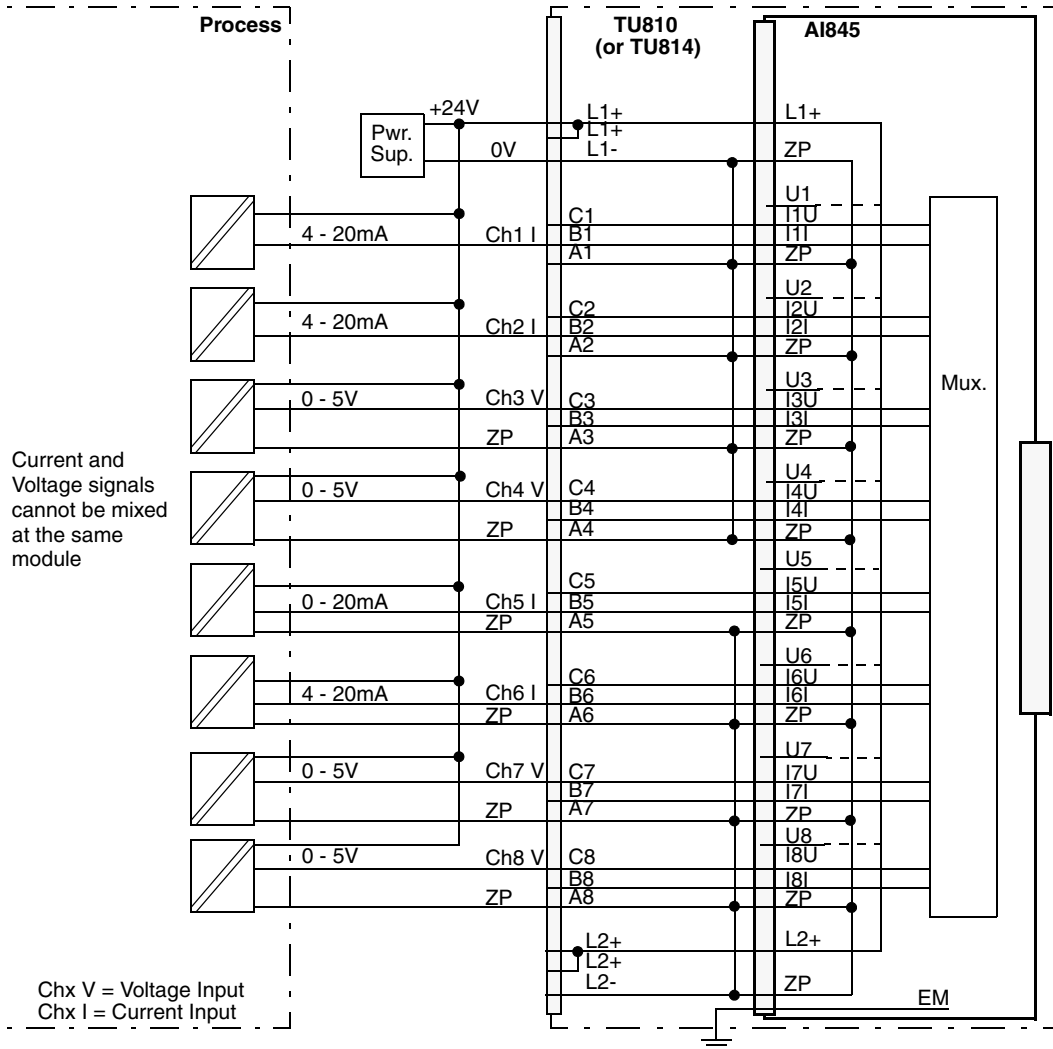 Process
TU810
(or TU814)
AI845
+24V
L1+
L1+
L1+
Pwr.
Sup.
0V
L1-
ZP
U1
C1
I1U
4 - 20mA
Ch1 I
B1
I1I
A1
ZP
U2
C2
I2U
4 - 20mA
Ch2 I
B2
I2I
A2
ZP
U3
Mux.
0 - 5V
Ch3 V
C3
I3U
B3
I3I
ZP
A3
ZP
Current and
Voltage signals
cannot be mixed
at the same
module
U4
0 - 5V
Ch4 V
C4
I4U
B4
I4I
ZP
A4
ZP
U5
C5
I5U
0 - 20mA
Ch5 I
B5
I5I
ZP
A5
ZP
U6
C6
I6U
4 - 20mA
Ch6 I
B6
I6I
ZP
A6
ZP
U7
0 - 5V
Ch7 V
C7
I7U
B7
I7I
ZP
A7
ZP
U8
0 - 5V
Ch8 V
C8
I8U
B8
I8I
ZP
A8
ZP
L2+
L2+
L2+
L2-
ZP
EM
Chx V = Voltage Input
Chx I = Current Input